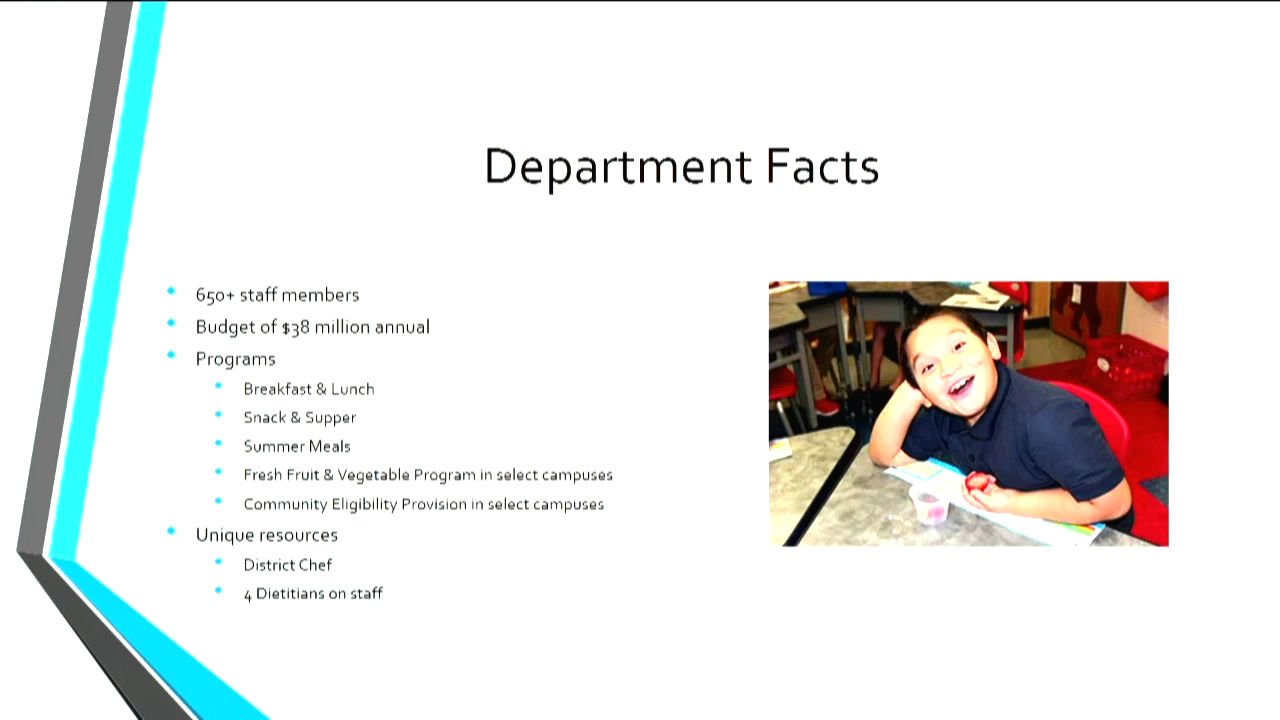 Department Facts
650+ staff members
Budget of $38 million annual
Programs
Breakfast & Lunch
Snack & Supper
Summer Meals
Fresh Fruit & Vegetable Program in select campuses
Community Eligibility Provision in select campuses
Unique resources
District Chef
4 Dietitians on staff